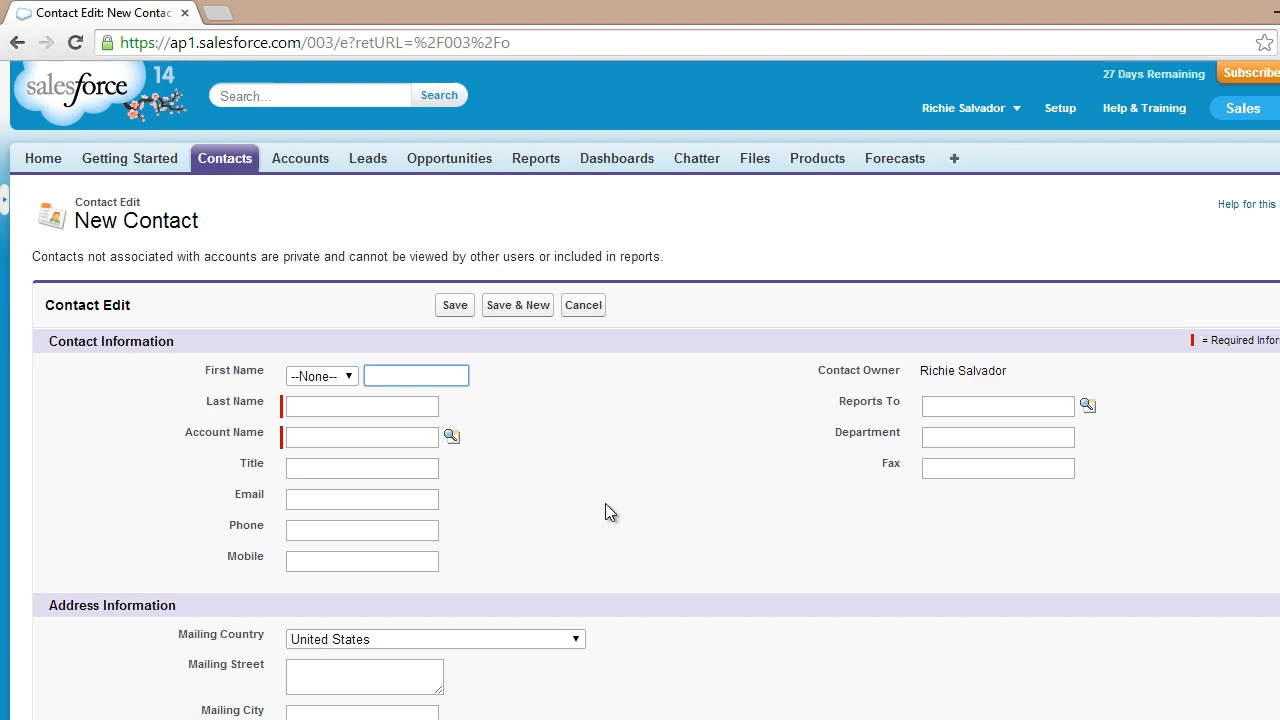 Contact Edit: New Contac
https://ap1.salesforce.com/003/e?retURL=%2F003%2Fo
salesforce 14
Search...
Search
27 Days Remaining
Subscribe
Richie Salvador
Setup
Help & Training
Sales
Home
Getting Started
Contacts
Accounts
Leads
Opportunities
Reports
Dashboards
Chatter
Files
Products
Forecasts
+
Contact Edit
New Contact
Help for this
Contacts not associated with accounts are private and cannot be viewed by other users or included in reports.
Contact Edit
Save
Save & New
Cancel
Contact Information
= Required Infor
First Name
--None--
Contact Owner
Richie Salvador
Last Name
Reports To
Account Name
Department
Title
Fax
Email
Phone
Mobile
Address Information
Mailing Country
United States
Mailing Street
Mailing City